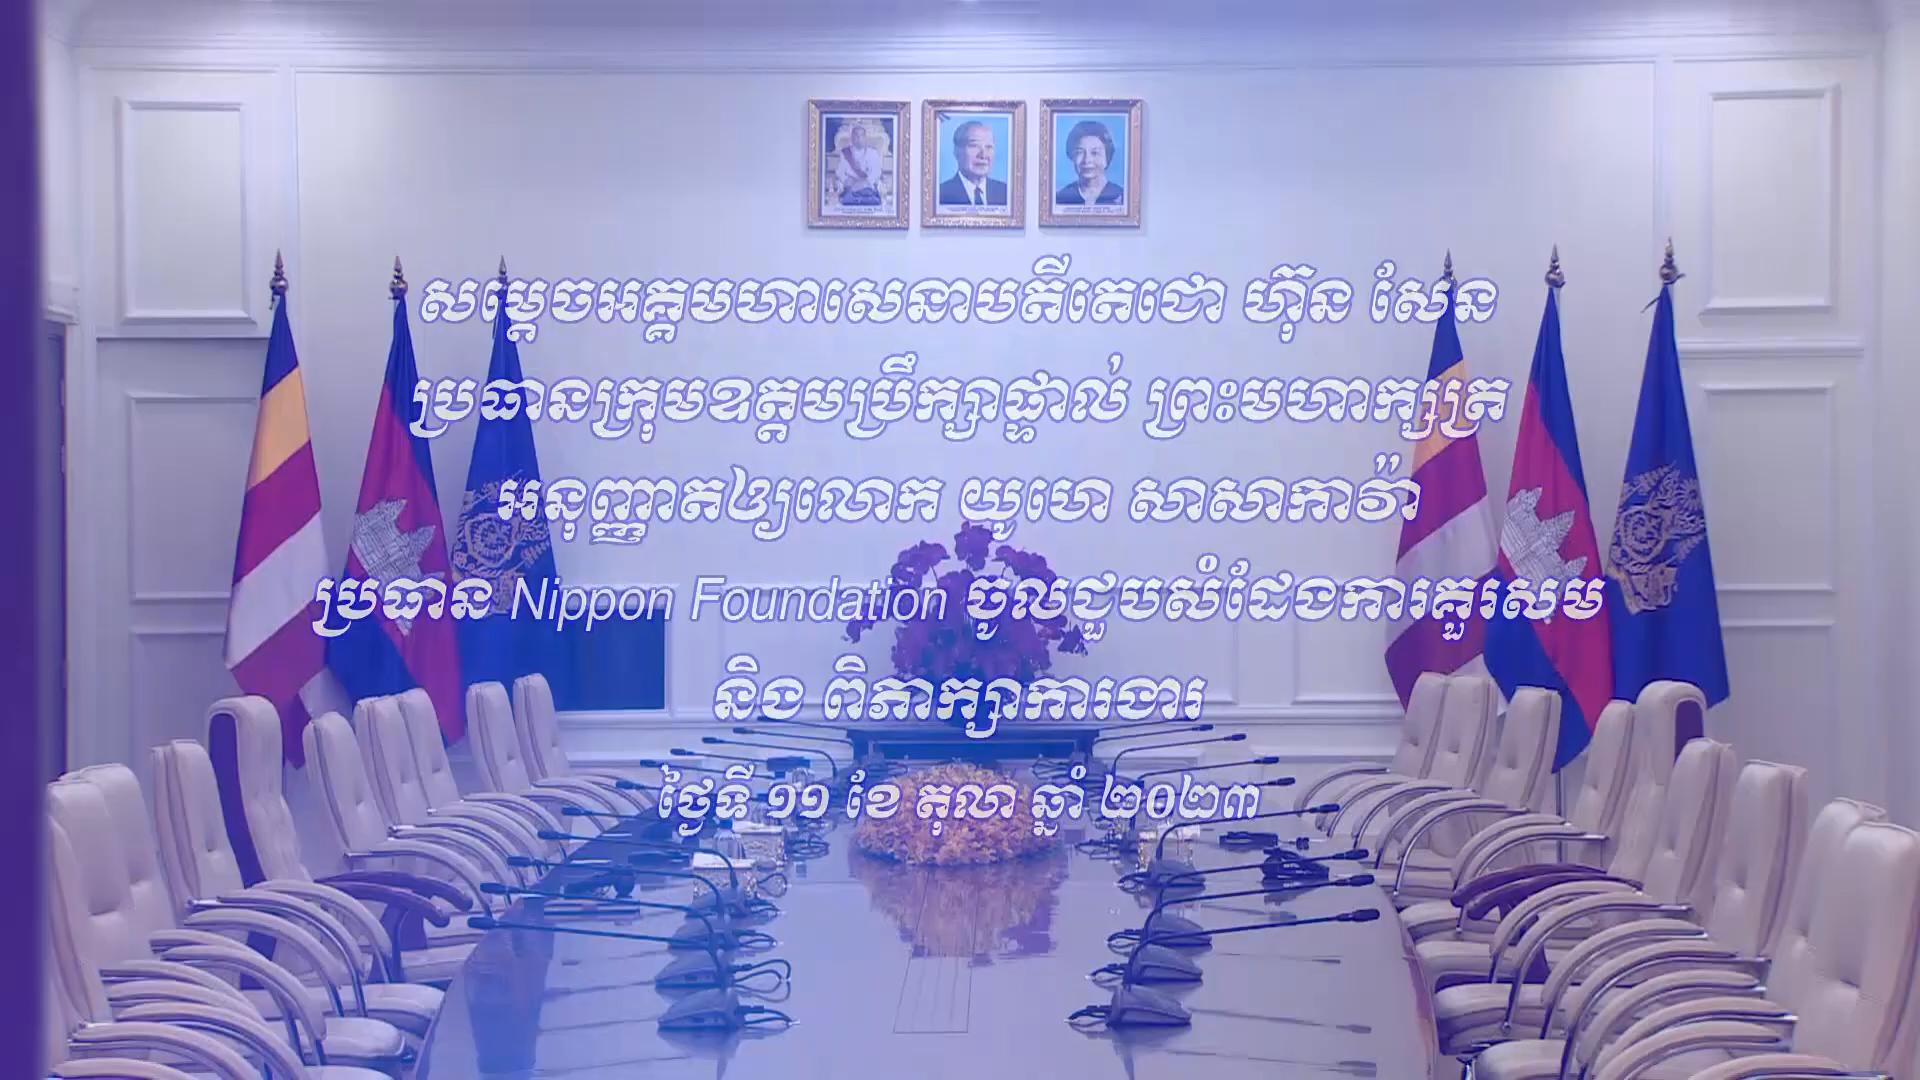 សម្តេចអគ្គមហាសេនាបតីតេជោ ហ៊ុន សែន
ប្រធានក្រុមឧត្តមប្រឹក្សាផ្ទាល់ ព្រះមហាក្សត្រ
អនុញ្ញាតឲ្យលោក យូហេ សាសាកាវ៉ា
ប្រធាន Nippon Foundation ចូលជួបសំដែងការគួរសម
និង ពិភាក្សាការងារ
ថ្ងៃទី ១១ ខែ តុលា ឆ្នាំ ២០២៣